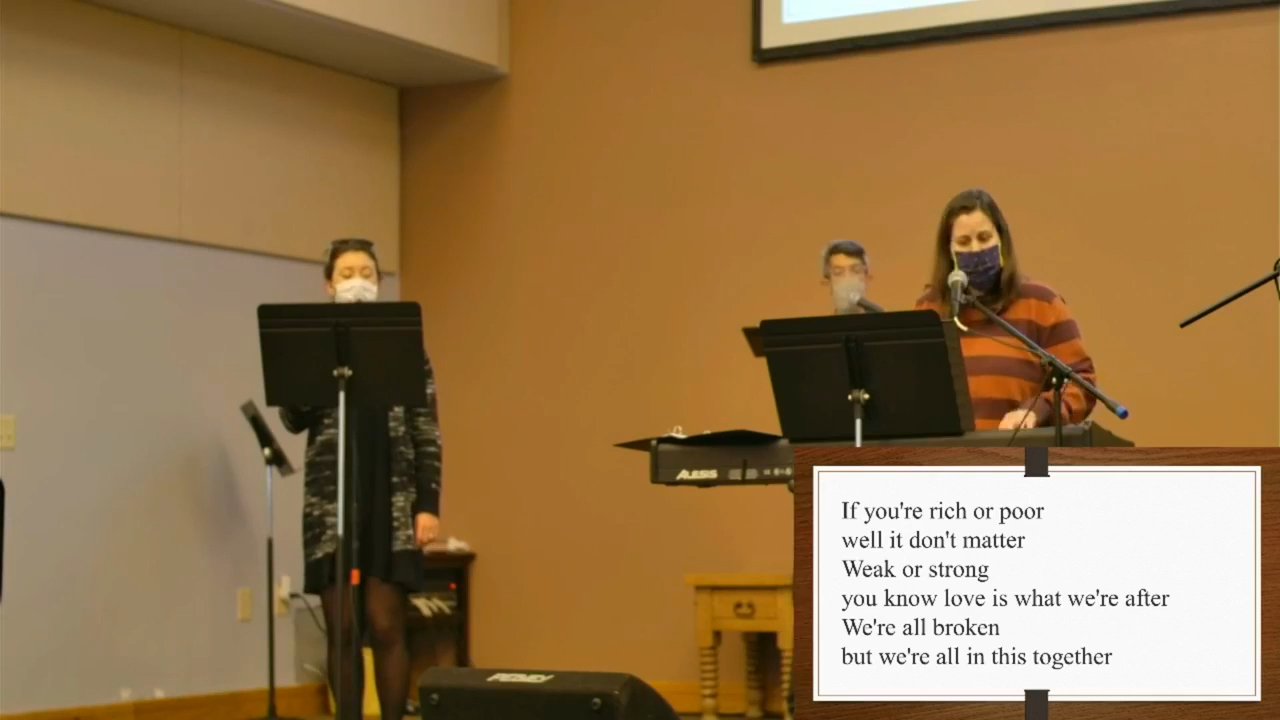 ALESIS
PEAVEY
If you're rich or poor
well it don't matter
Weak or strong
you know love is what we're after
We're all broken
but we're all in this together